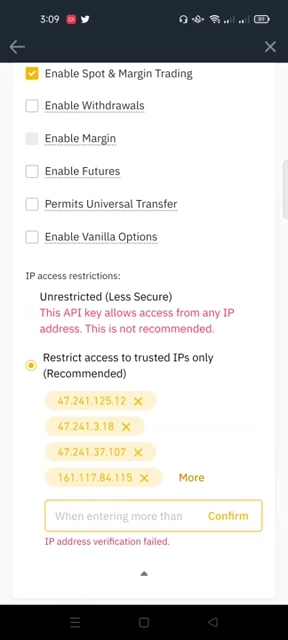 3:09
89
Enable Spot & Margin Trading
Enable Withdrawals
Enable Margin
Enable Futures
Permits Universal Transfer
Enable Vanilla Options
IP access restrictions:
Unrestricted (Less Secure)
This API key allows access from any IP
address. This is not recommended.
Restrict access to trusted IPs only
(Recommended)
47.241.125.12 ×
47.241.3.18 ×
47.241.37.107 ×
161.117.84.115 × More
When entering more than Confirm
IP address verification failed.